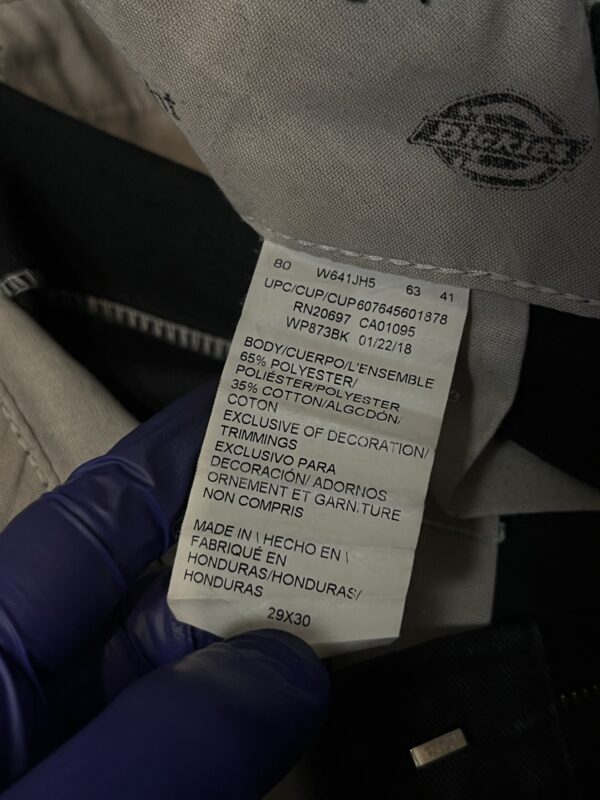 Dickies
80 W641JH5 63 41
UPC/CUP/CUP607645601878
RN20697 CA01095
WP873BK 01/22/18
BODY/CUERPO/L'ENSEMBLE
65% POLYESTER/
POLIÉSTER/POLYESTER
35% COTTON/ALGODÓN/
COTON
EXCLUSIVE OF DECORATION/
TRIMMINGS
EXCLUSIVO PARA
DECORACIÓN/ ADORNOS
ORNEMENT ET GARNITURE
NON COMPRIS
MADE IN \ HECHO EN \
FABRIQUÉ EN
HONDURAS/HONDURAS/
HONDURAS
29X30